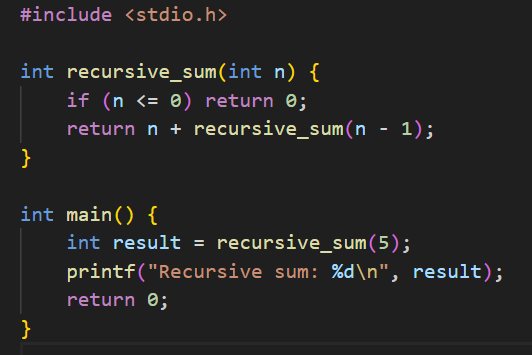 #include <stdio.h>

int recursive_sum(int n) {
    if (n <= 0) return 0;
    return n + recursive_sum(n - 1);
}

int main() {
    int result = recursive_sum(5);
    printf("Recursive sum: %d\n", result);
    return 0;
}